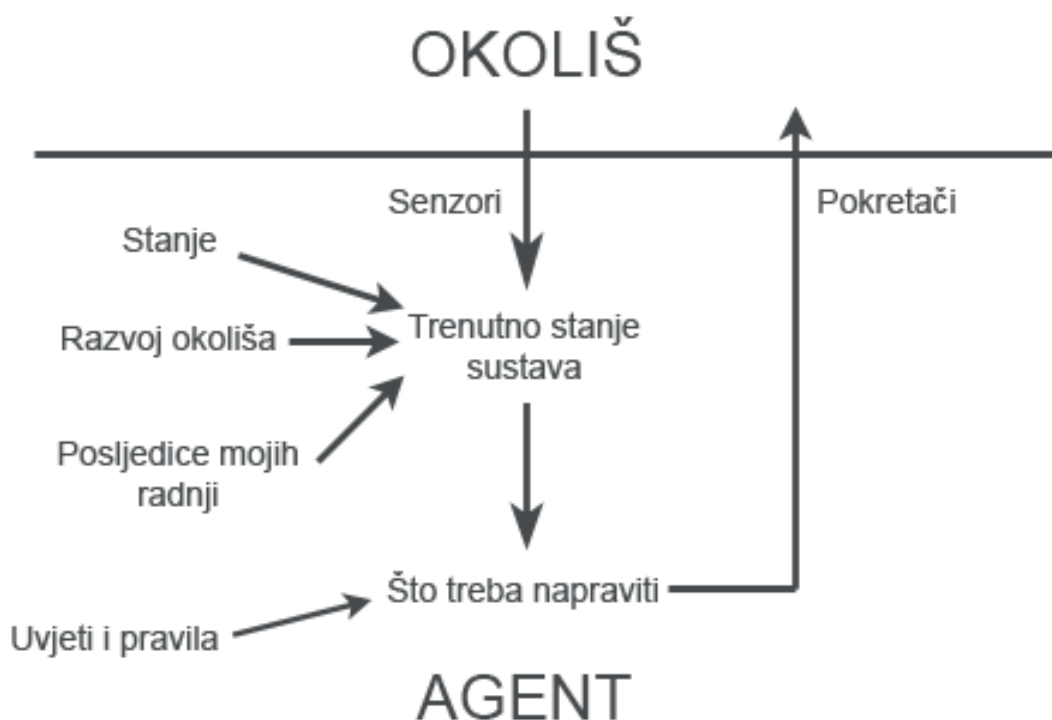 OKOLIŠ
Senzori
Pokretači
Stanje
Razvoj okoliša
Trenutno stanje
sustava
Posljedice mojih
radnji
Što treba napraviti
Uvjeti i pravila
AGENT